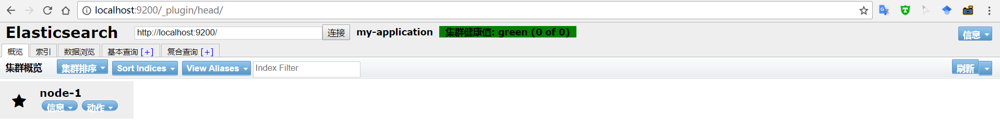 localhost:9200/_plugin/head/
Elasticsearch http://localhost:9200/ 连接 my-application 集群健康值: green (0 of 0) 信息
概览 索引 数据浏览 基本查询 [+] 复合查询 [+]
集群概览 集群排序 Sort Indices View Aliases Index Filter 刷新
node-1
信息 动作